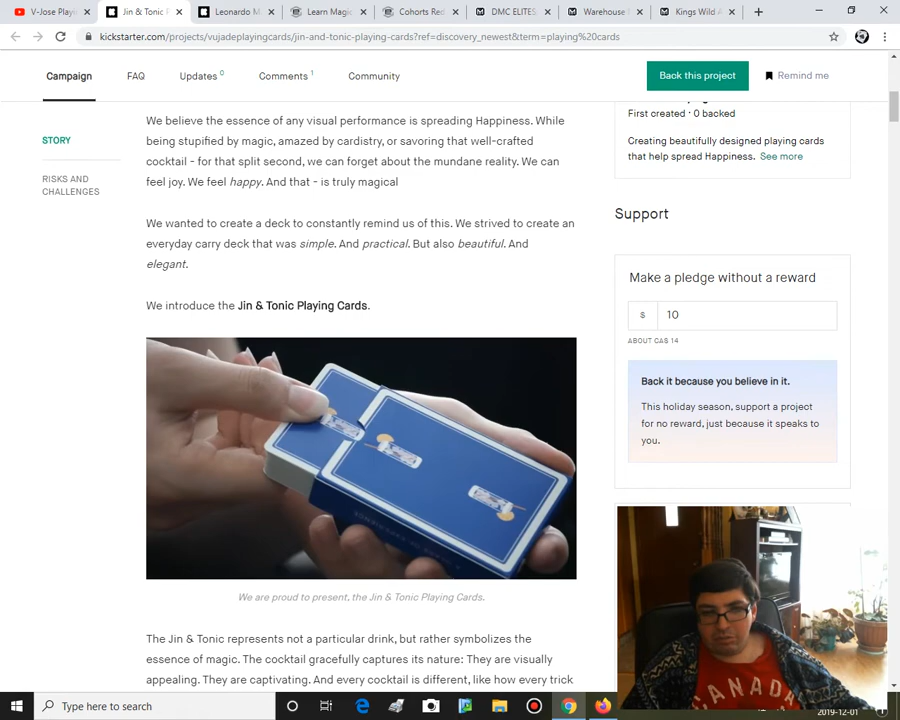 V-Jose Playi
Jin & Tonic F
Leonardo M
Learn Magic
Cohorts Red
DMC ELITES
Warehouse
Kings Wild A
kickstarter.com/projects/vujadeplayingcards/jin-and-tonic-playing-cards?ref=discovery_newest&term=playing%20cards
Campaign FAQ Updates 0 Comments 1 Community Back this project Remind me
STORY
RISKS AND
CHALLENGES
We believe the essence of any visual performance is spreading Happiness. While
being stupified by magic, amazed by cardistry, or savoring that well-crafted
cocktail - for that split second, we can forget about the mundane reality. We can
feel joy. We feel happy. And that - is truly magical
We wanted to create a deck to constantly remind us of this. We strived to create an
everyday carry deck that was simple. And practical. But also beautiful. And
elegant.
We introduce the Jin & Tonic Playing Cards.
We are proud to present, the Jin & Tonic Playing Cards.
The Jin & Tonic represents not a particular drink, but rather symbolizes the
essence of magic. The cocktail gracefully captures its nature: They are visually
appealing. They are captivating. And every cocktail is different, like how every trick
First created · 0 backed
Creating beautifully designed playing cards
that help spread Happiness. See more
Support
Make a pledge without a reward
$ 10
ABOUT CA$ 14
Back it because you believe in it.
This holiday season, support a project
for no reward, just because it speaks to
you.
CANADA
Type here to search
2019-12-01